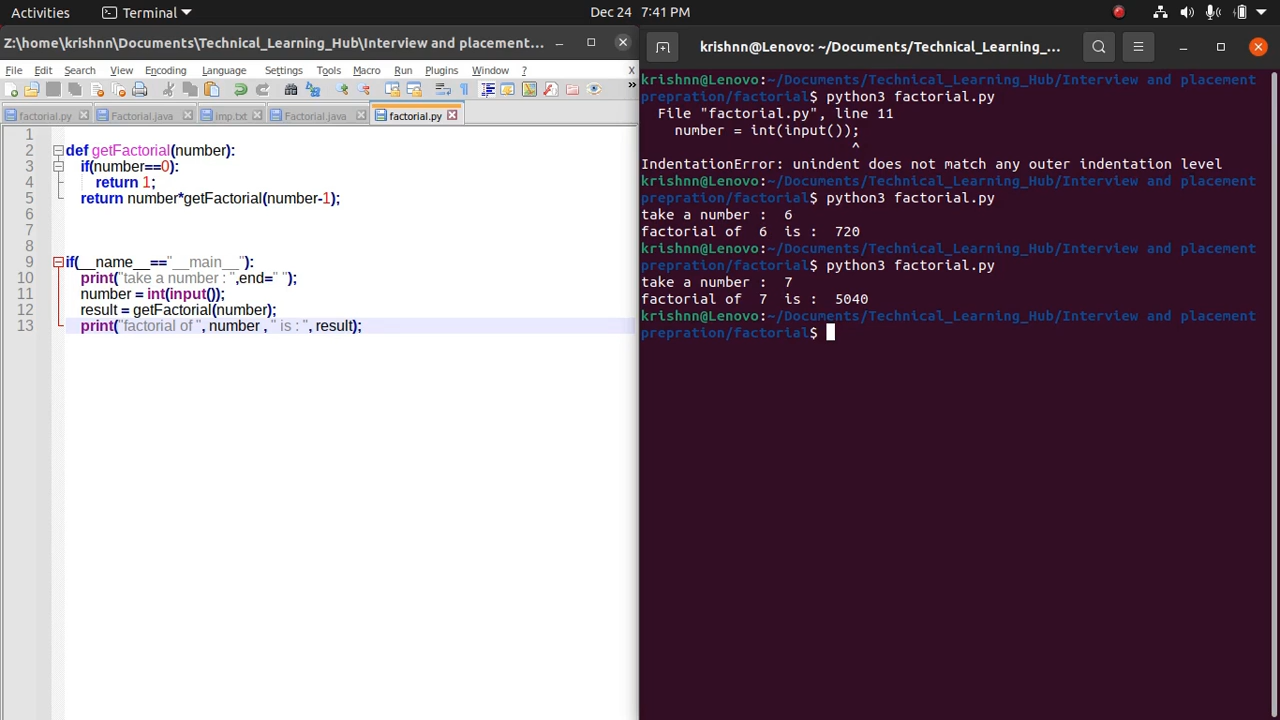 Activities Terminal Dec 24 7:41 PM
Z:\home\krishnn\Documents\Technical_Learning_Hub\Interview and placement...
File Edit Search View Encoding Language Settings Tools Macro Run Plugins Window ? X
factorial.py Factorial.java imp.txt Factorial.java factorial.py
1
2 def getFactorial(number):
3 if(number==0):
4 return 1;
5 return number*getFactorial(number-1);
6
7
8
9 if(__name__=="__main__"):
10 print("take a number : ",end=" ");
11 number = int(input());
12 result = getFactorial(number);
13 print("factorial of ", number , " is : ", result);
krishnn@Lenovo: ~/Documents/Technical_Learning_...
krishnn@Lenovo:~/Documents/Technical_Learning_Hub/Interview and placement
prepration/factorial$ python3 factorial.py
File "factorial.py", line 11
number = int(input());
^
IndentationError: unindent does not match any outer indentation level
krishnn@Lenovo:~/Documents/Technical_Learning_Hub/Interview and placement
prepration/factorial$ python3 factorial.py
take a number :  6
factorial of  6  is :  720
krishnn@Lenovo:~/Documents/Technical_Learning_Hub/Interview and placement
prepration/factorial$ python3 factorial.py
take a number :  7
factorial of  7  is :  5040
krishnn@Lenovo:~/Documents/Technical_Learning_Hub/Interview and placement
prepration/factorial$